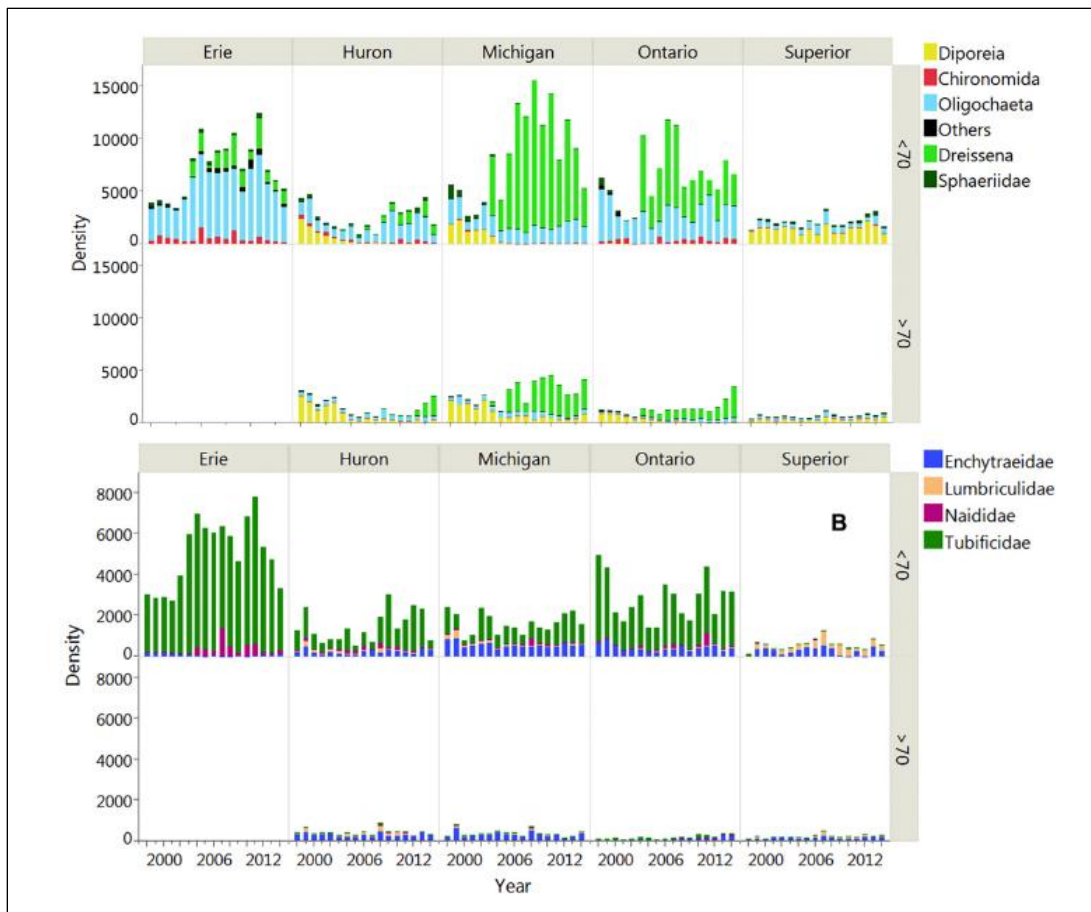 Erie Huron Michigan Ontario Superior
Diporeia
Chironomida
Oligochaeta
Others
Dreissena
Sphaeriidae
15000
10000
5000
0
<70
Density
15000
10000
5000
0
>70
Erie Huron Michigan Ontario Superior
Enchytraeidae
Lumbriculidae
Naididae
Tubificidae
B
8000
6000
4000
2000
0
<70
Density
8000
6000
4000
2000
0
>70
2000 2006 2012 2000 2006 2012 2000 2006 2012 2000 2006 2012 2000 2006 2012
Year